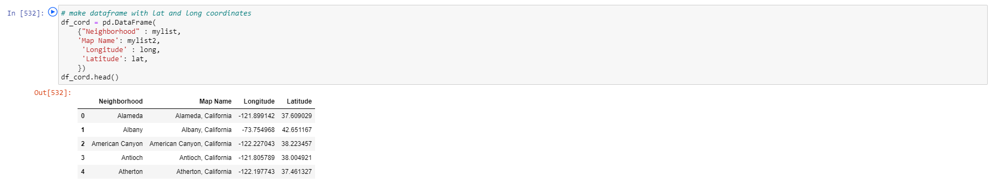 In [532]: # make dataframe with lat and long coordinates
df_cord = pd.DataFrame(
    {"Neighborhood" : mylist,
    'Map Name': mylist2,
     'Longitude' : long,
     'Latitude': lat,
    })
df_cord.head()
Out[532]:
Neighborhood Map Name Longitude Latitude
0 Alameda Alameda, California -121.899142 37.609029
1 Albany Albany, California -73.754968 42.651167
2 American Canyon American Canyon, California -122.227043 38.223457
3 Antioch Antioch, California -121.805789 38.004921
4 Atherton Atherton, California -122.197743 37.461327